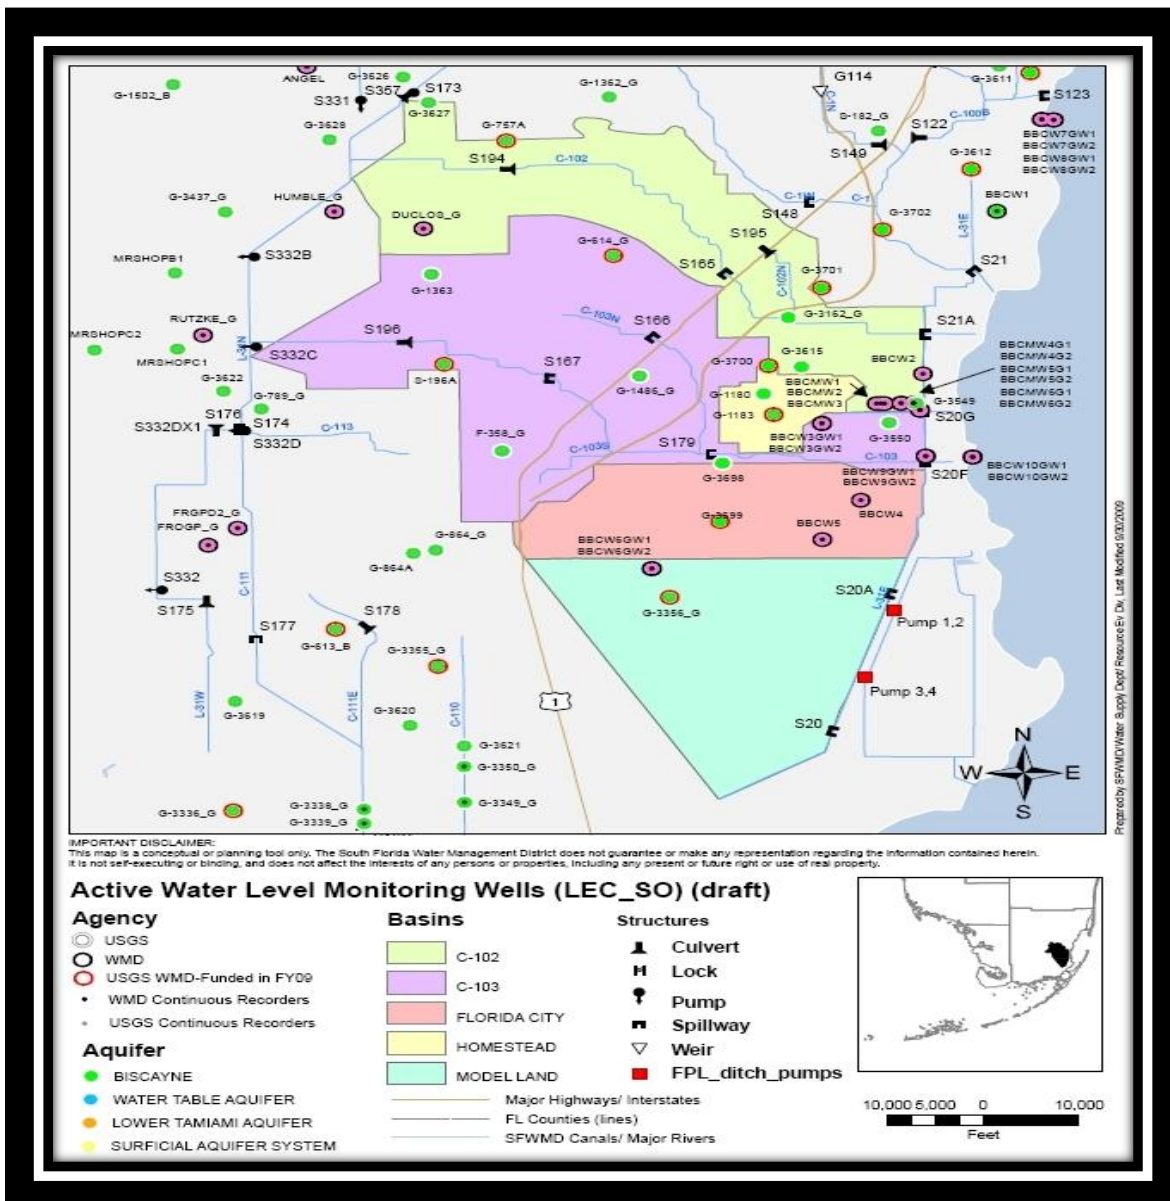 ANGEL
G-3626
G-1502_B
S331
S357
S173
G-3627
G-3628
G-757A
S194
C-102
G-1362_G
G114
C-1N
S-182_G
S149
S122
C-100B
G-3611
S123
BBCW7GW1
BBCW7GW2
BBCW8GW1
BBCW8GW2
G-3612
BBCW1
G-3437_G
HUMBLE_G
DUCLOS_G
S148
C-1W
C-1
G-3702
L-31E
S195
G-614_G
S165
C-102N
G-3701
S21
S332B
MRSHOPB1
G-1363
RUTZKE_G
MRSHOPC2
MRSHOPC1
L-31N
S332C
S196
C-103N
S166
G-3162_G
S21A
S-196A
S167
G-1486_G
G-3700
G-3615
BBCW2
BBCMW4G1
BBCMW4G2
BBCMW5G1
BBCMW5G2
BBCMW6G1
BBCMW6G2
G-3622
G-789_G
S176
S174
S332DX1
S332D
C-113
F-358_G
C-103S
S179
G-1180
G-1183
BBCMW1
BBCMW2
BBCMW3
G-3549
S20G
BBCW3GW1
BBCW3GW2
G-3550
C-103
G-3698
BBCW9GW1
BBCW9GW2
S20F
BBCW10GW1
BBCW10GW2
FRGPD2_G
FROGP_G
G-864_G
G-864A
G-3699
BBCW4
BBCW5
BBCW6GW1
BBCW6GW2
S332
S175
C-111
S177
S178
G-613_B
G-3355_G
G-3356_G
S20A
L-31E
Pump 1,2
Pump 3,4
S20
1
L-31W
G-3619
C-111E
G-3620
C-110
G-3621
G-3350_G
G-3349_G
G-3336_G
G-3338_G
G-3339_G
N
W E
S
Prepared by SFWMD/Water Supply Dept/ Resource Ev Div, Last Modified 9/30/2009
IMPORTANT DISCLAIMER:
This map is a conceptual or planning tool only. The South Florida Water Management District does not guarantee or make any representation regarding the information contained herein.
It is not self-executing or binding, and does not affect the interests of any persons or properties, including any present or future right or use of real property.
Active Water Level Monitoring Wells (LEC_SO) (draft)
Agency
USGS
WMD
USGS WMD-Funded in FY09
WMD Continuous Recorders
USGS Continuous Recorders
Aquifer
BISCAYNE
WATER TABLE AQUIFER
LOWER TAMIAMI AQUIFER
SURFICIAL AQUIFER SYSTEM
Basins
C-102
C-103
FLORIDA CITY
HOMESTEAD
MODEL LAND
Structures
Culvert
Lock
Pump
Spillway
Weir
FPL_ditch_pumps
Major Highways/ Interstates
FL Counties (lines)
SFWMD Canals/ Major Rivers
10,000 5,000 0 10,000
Feet